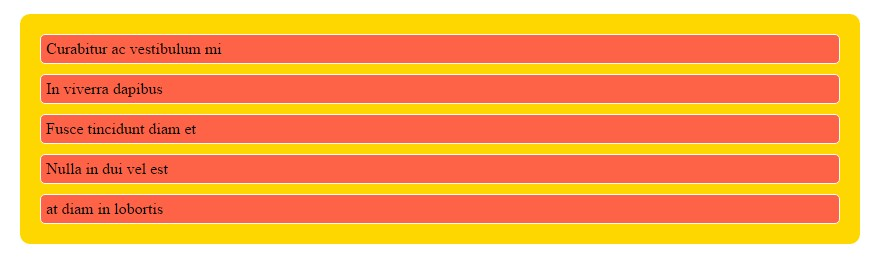 Curabitur ac vestibulum mi
In viverra dapibus
Fusce tincidunt diam et
Nulla in dui vel est
at diam in lobortis